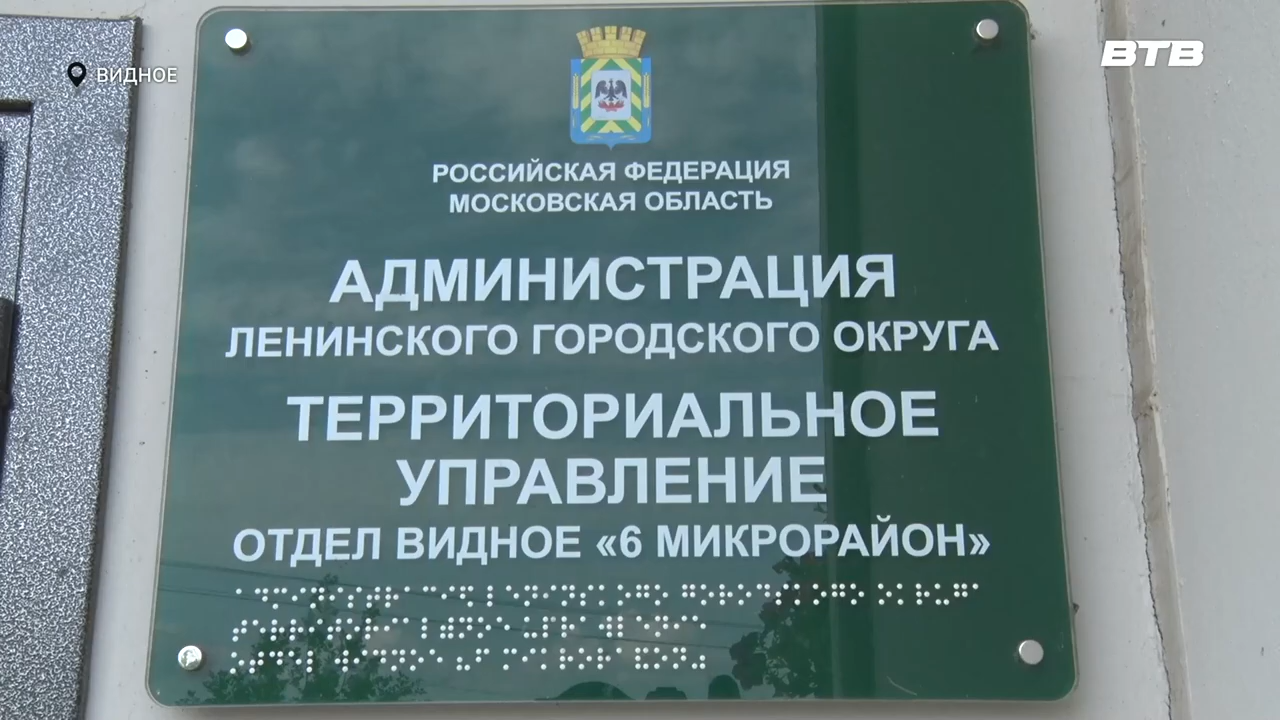 ВИДНОЕ
ВТВ
РОССИЙСКАЯ ФЕДЕРАЦИЯ
МОСКОВСКАЯ ОБЛАСТЬ
АДМИНИСТРАЦИЯ
ЛЕНИНСКОГО ГОРОДСКОГО ОКРУГА
ТЕРРИТОРИАЛЬНОЕ
УПРАВЛЕНИЕ
ОТДЕЛ ВИДНОЕ «6 МИКРОРАЙОН»